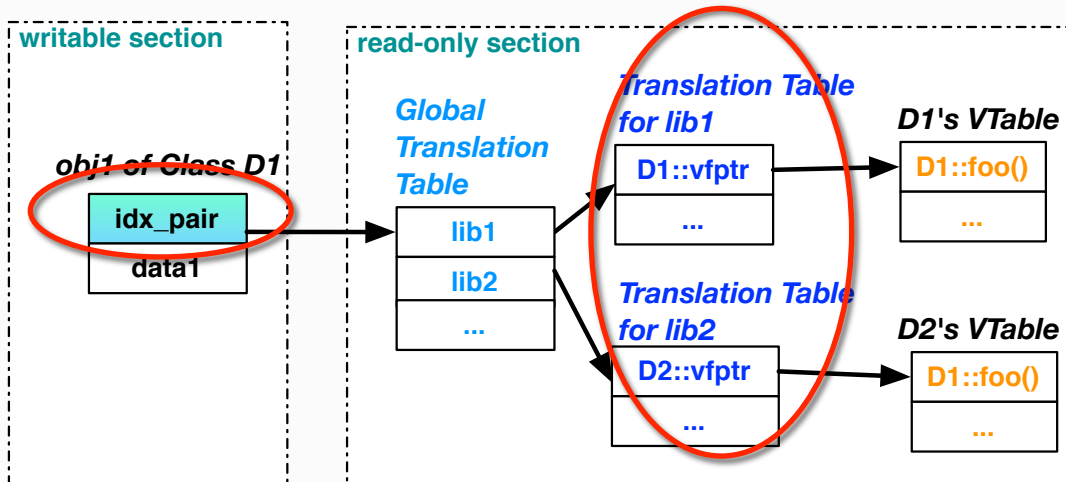 writable section
obj1 of Class D1
idx_pair
data1
read-only section
Global
Translation
Table
lib1
lib2
...
Translation Table
for lib1
D1::vfptr
...
Translation Table
for lib2
D2::vfptr
...
D1's VTable
D1::foo()
...
D2's VTable
D1::foo()
...